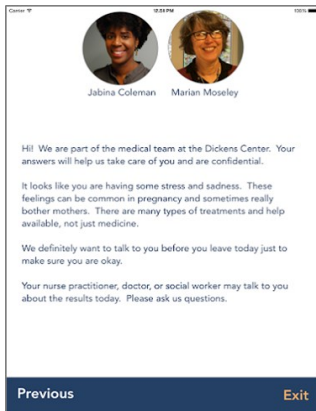 Carrier
12:54 PM
100%
Jabina Coleman Marian Moseley
Hi! We are part of the medical team at the Dickens Center. Your
answers will help us take care of you and are confidential.
It looks like you are having some stress and sadness. These
feelings can be common in pregnancy and sometimes really
bother mothers. There are many types of treatments and help
available, not just medicine.
We definitely want to talk to you before you leave today just to
make sure you are okay.
Your nurse practitioner, doctor, or social worker may talk to you
about the results today. Please ask us questions.
Previous
Exit